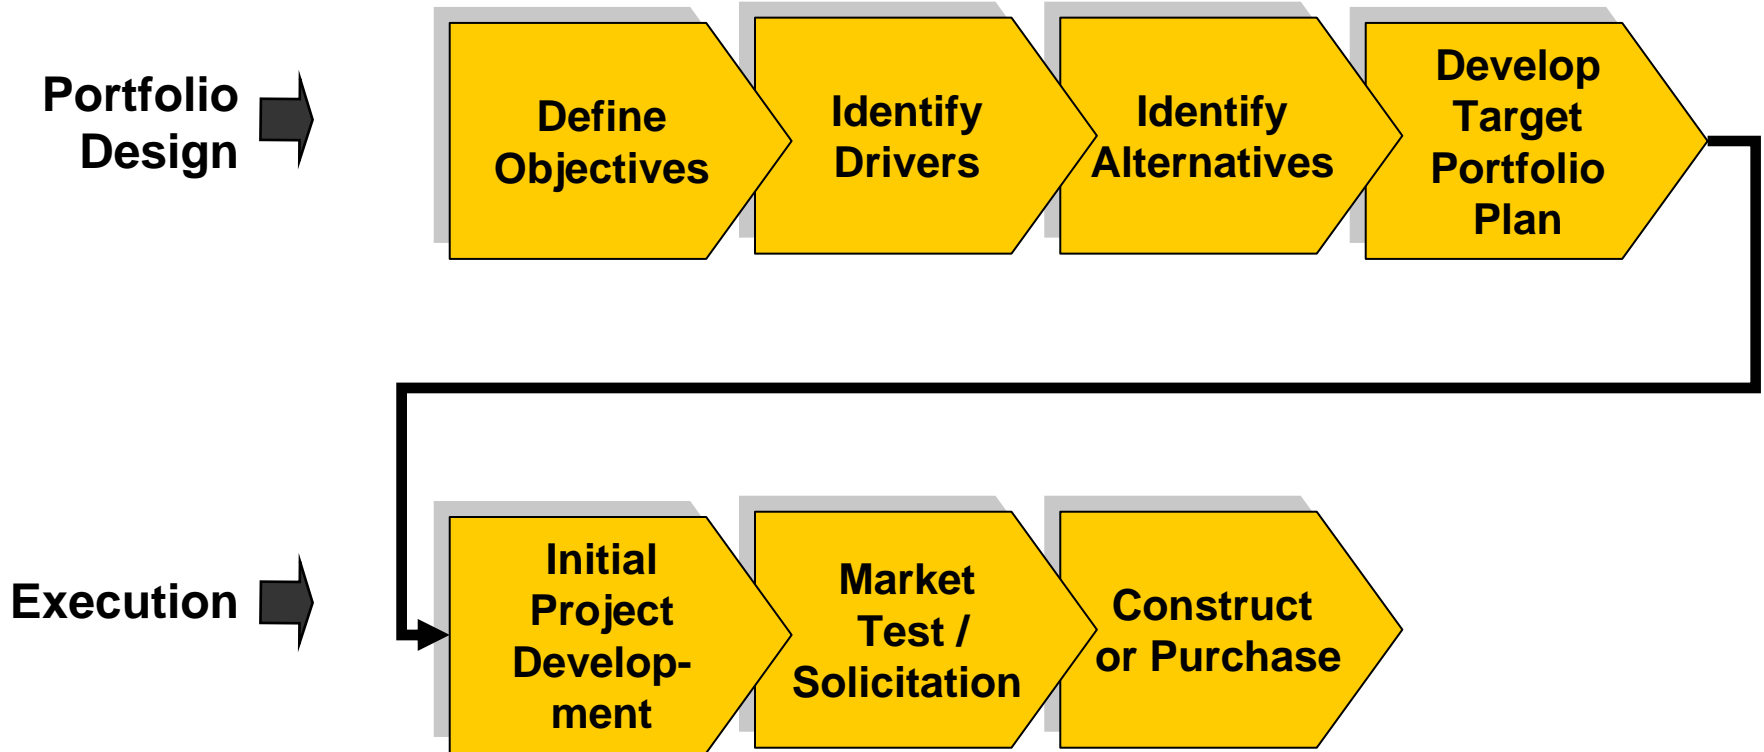 Portfolio
Design
Define
Objectives
Identify
Drivers
Identify
Alternatives
Develop
Target
Portfolio
Plan
Execution
Initial
Project
Develop-
ment
Market
Test /
Solicitation
Construct
or Purchase